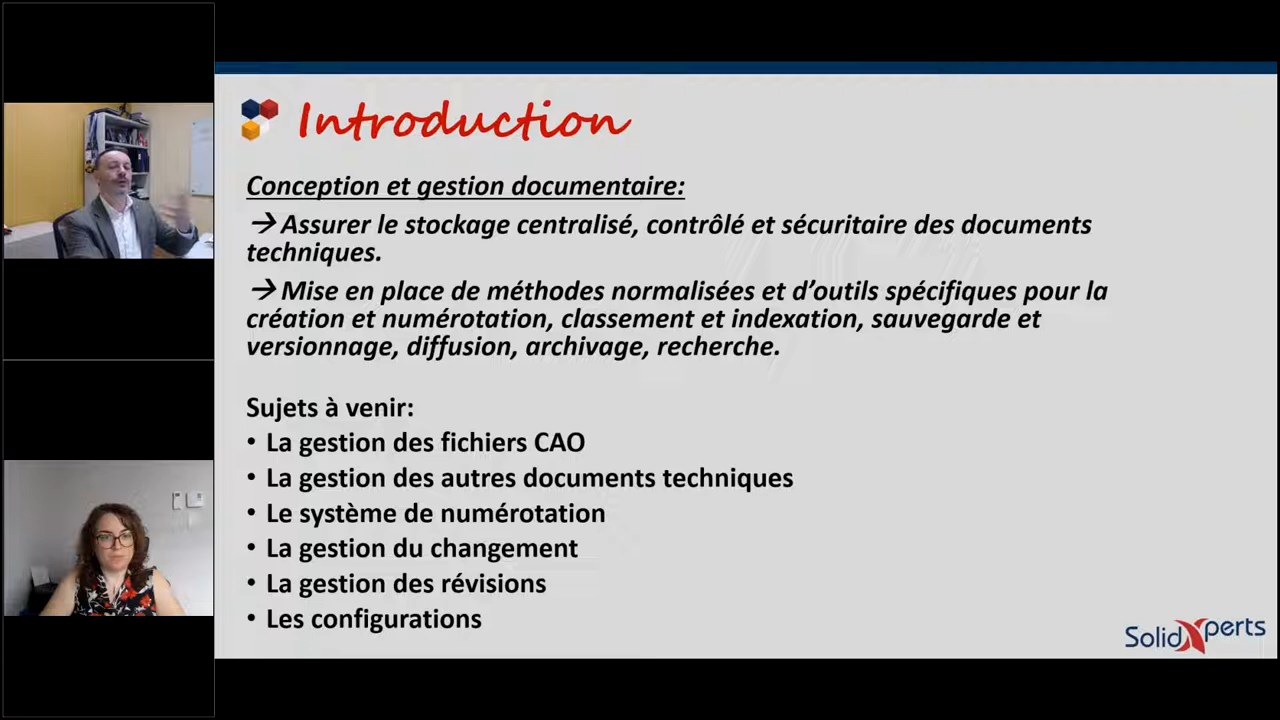 Introduction
Conception et gestion documentaire:
→ Assurer le stockage centralisé, contrôlé et sécuritaire des documents
techniques.
→ Mise en place de méthodes normalisées et d’outils spécifiques pour la
création et numérotation, classement et indexation, sauvegarde et
versionnage, diffusion, archivage, recherche.
Sujets à venir:
• La gestion des fichiers CAO
• La gestion des autres documents techniques
• Le système de numérotation
• La gestion du changement
• La gestion des révisions
• Les configurations
SolidXperts